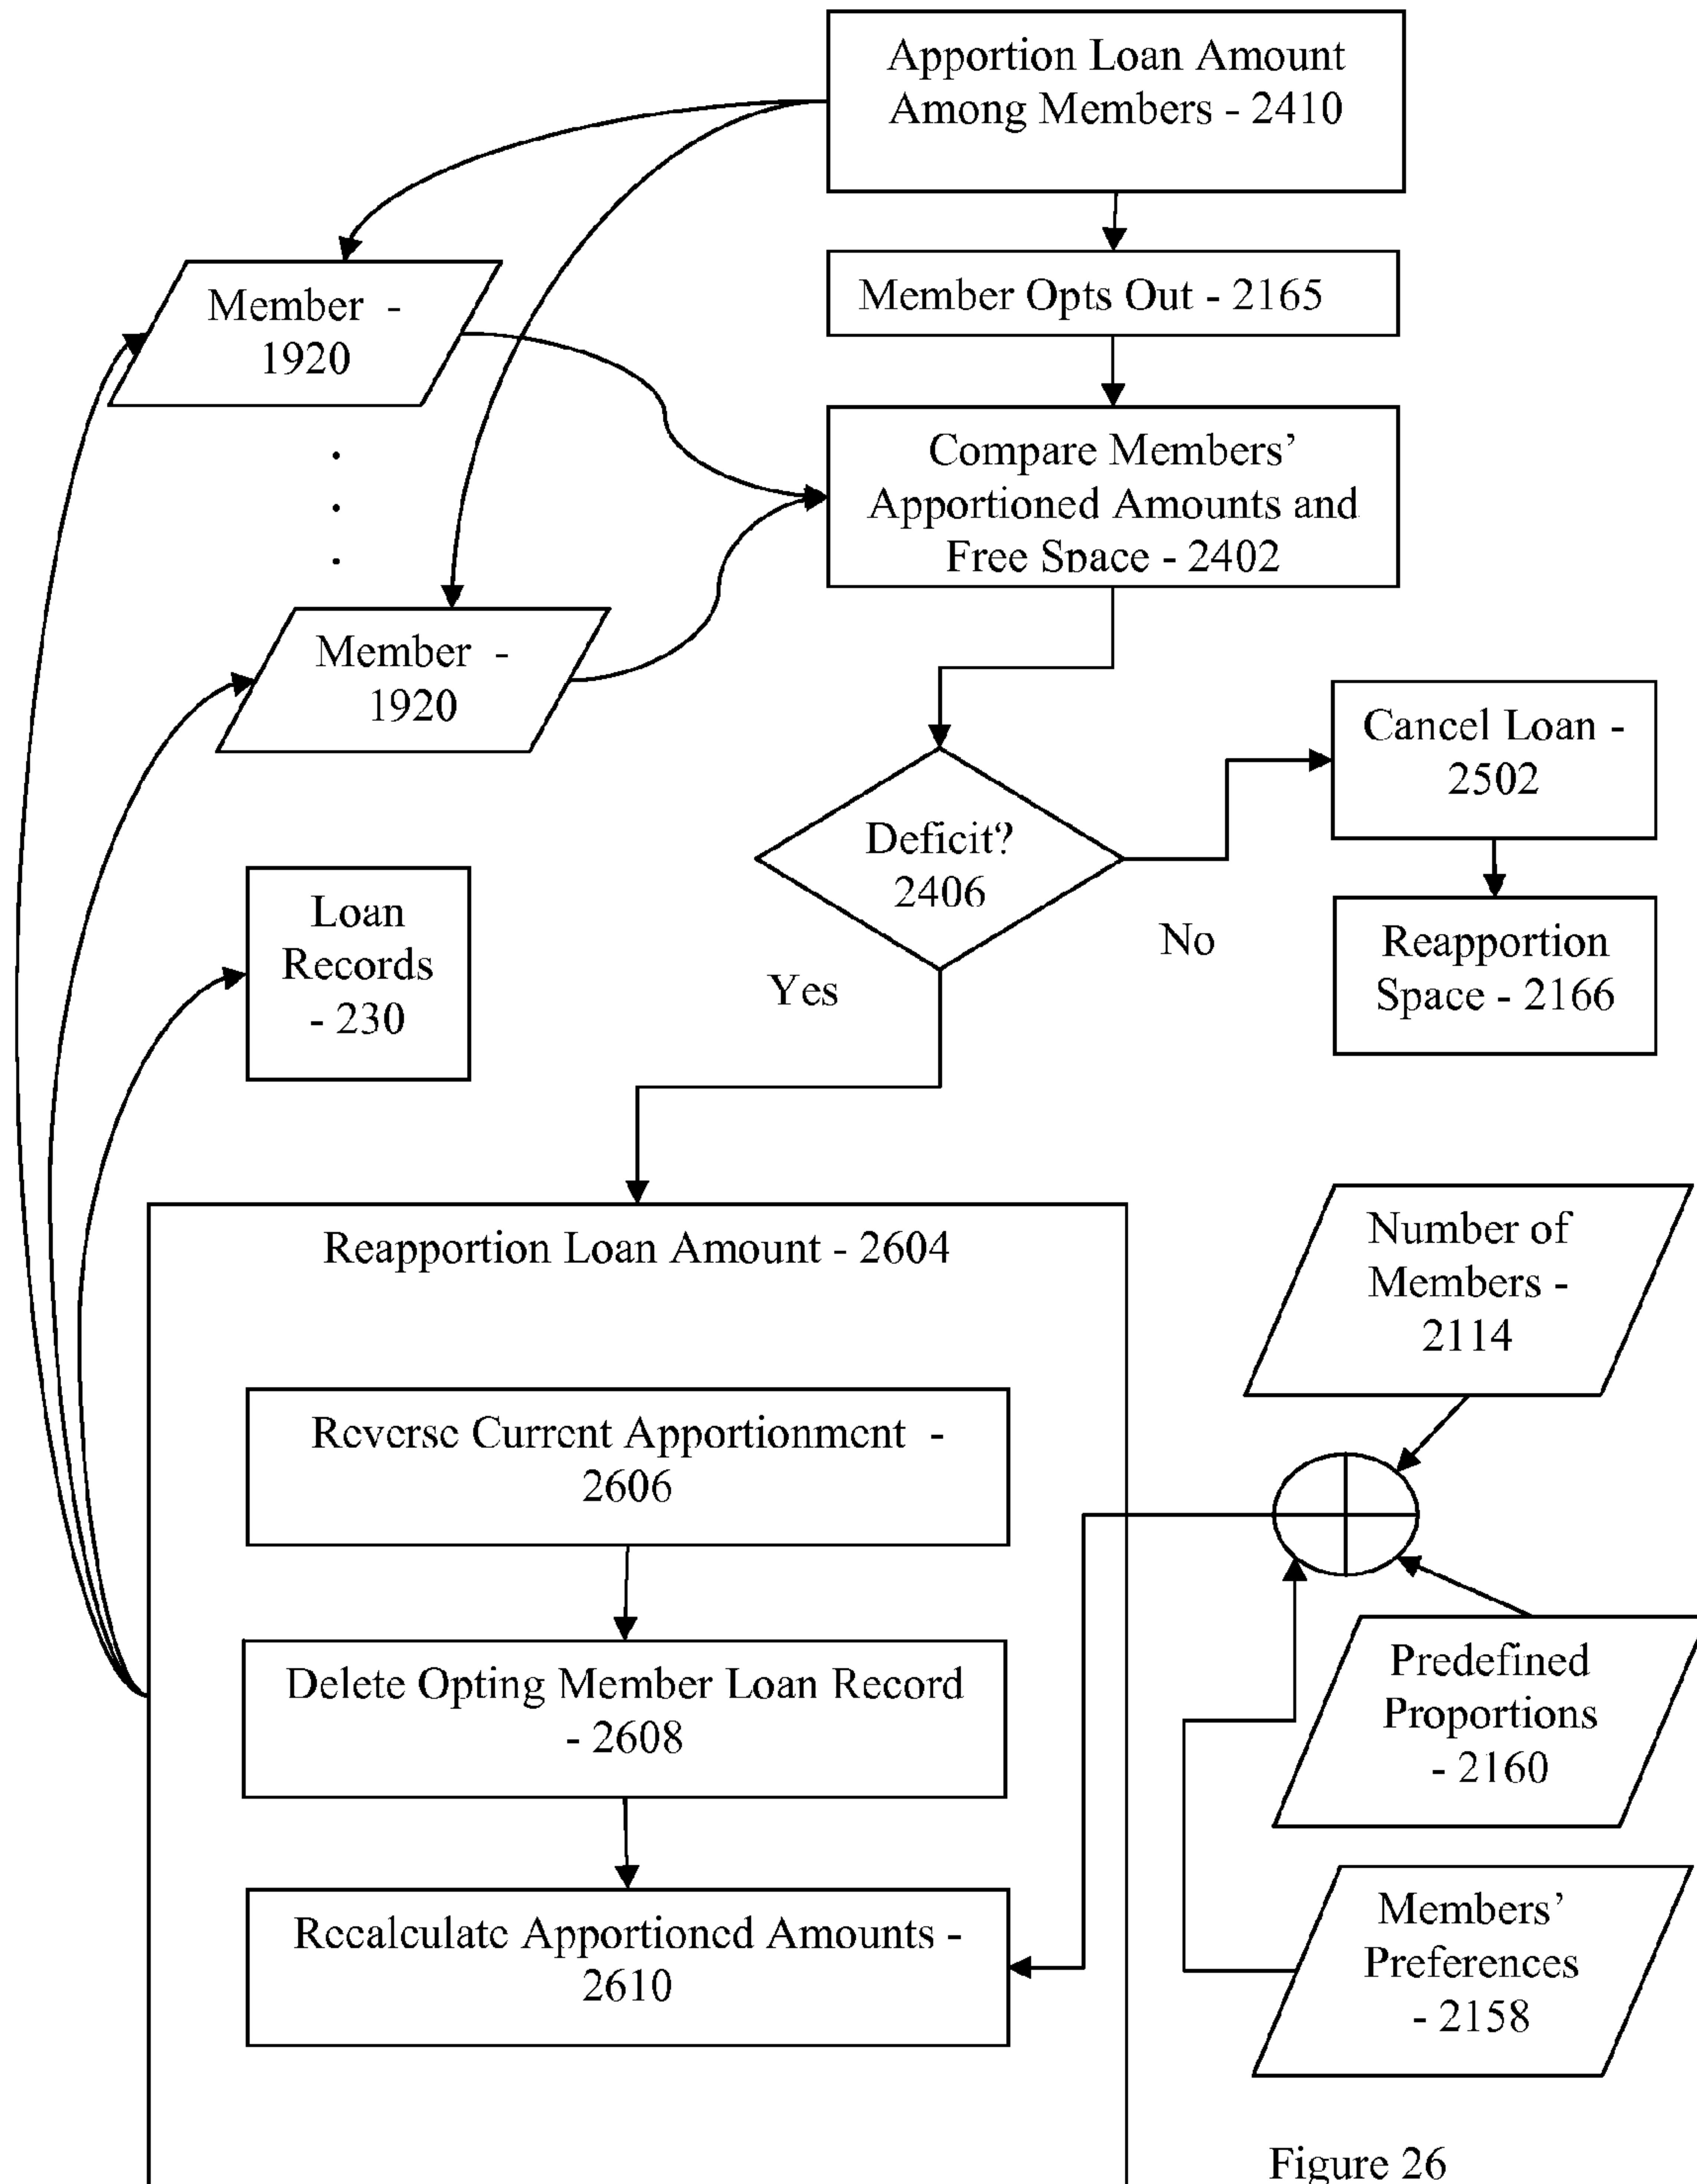 Apportion Loan Amount
Among Members - 2410
Member Opts Out - 2165
Member -
1920
Compare Members’
Apportioned Amounts and
Free Space - 2402
.
.
.
Member -
1920
Cancel Loan -
2502
Deficit?
2406
Loan
Records
- 230
No
Reapportion
Space - 2166
Yes
Reapportion Loan Amount - 2604
Number of
Members -
2114
Reverse Current Apportionment -
2606
Delete Opting Member Loan Record
- 2608
Predefined
Proportions
- 2160
Recalculate Apportioned Amounts -
2610
Members’
Preferences
- 2158
Figure 26